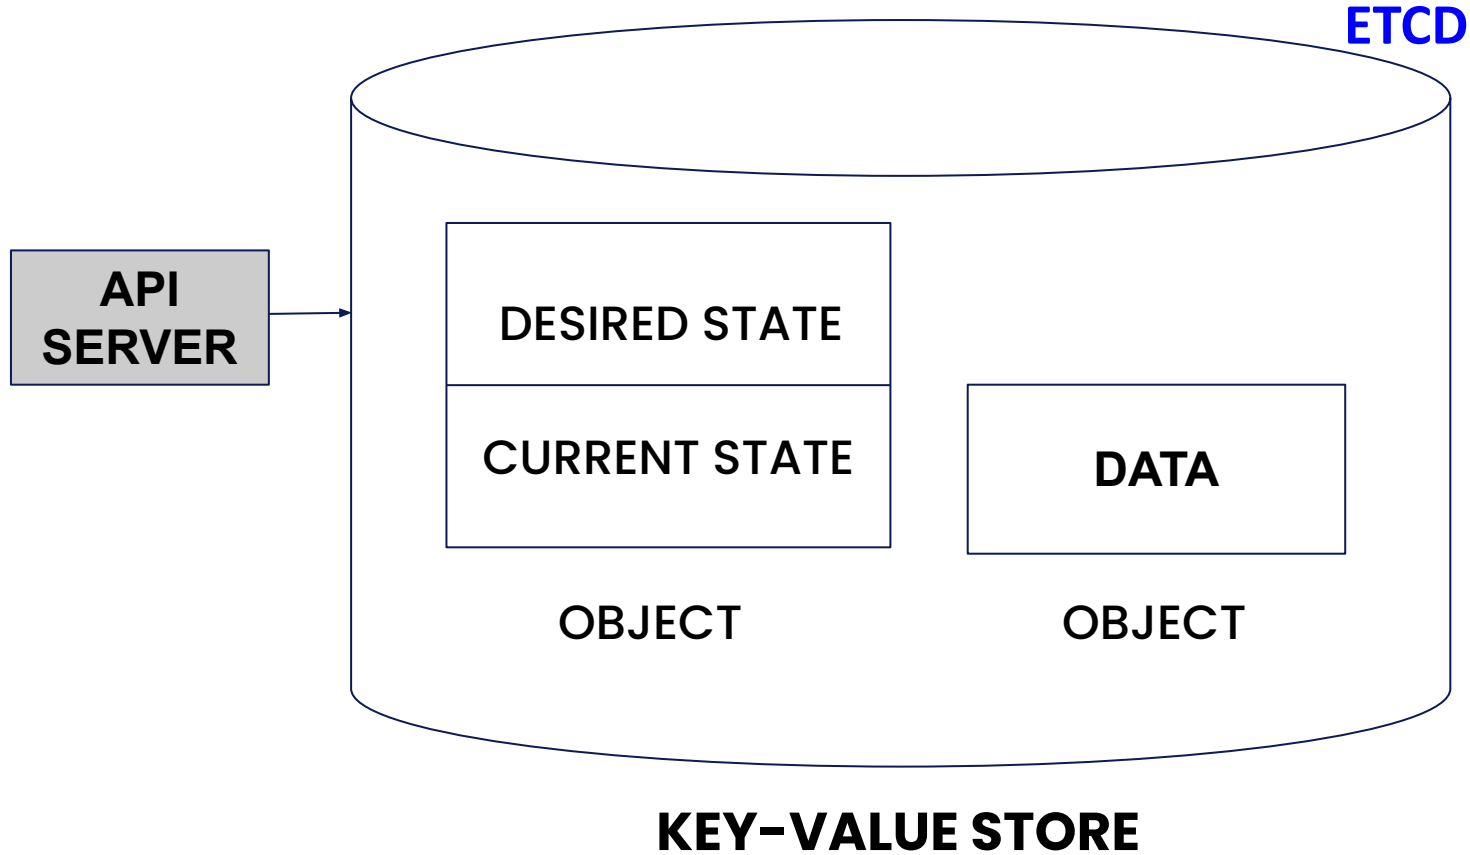 ETCD
API
SERVER
DESIRED STATE
CURRENT STATE
DATA
OBJECT
OBJECT
KEY-VALUE STORE